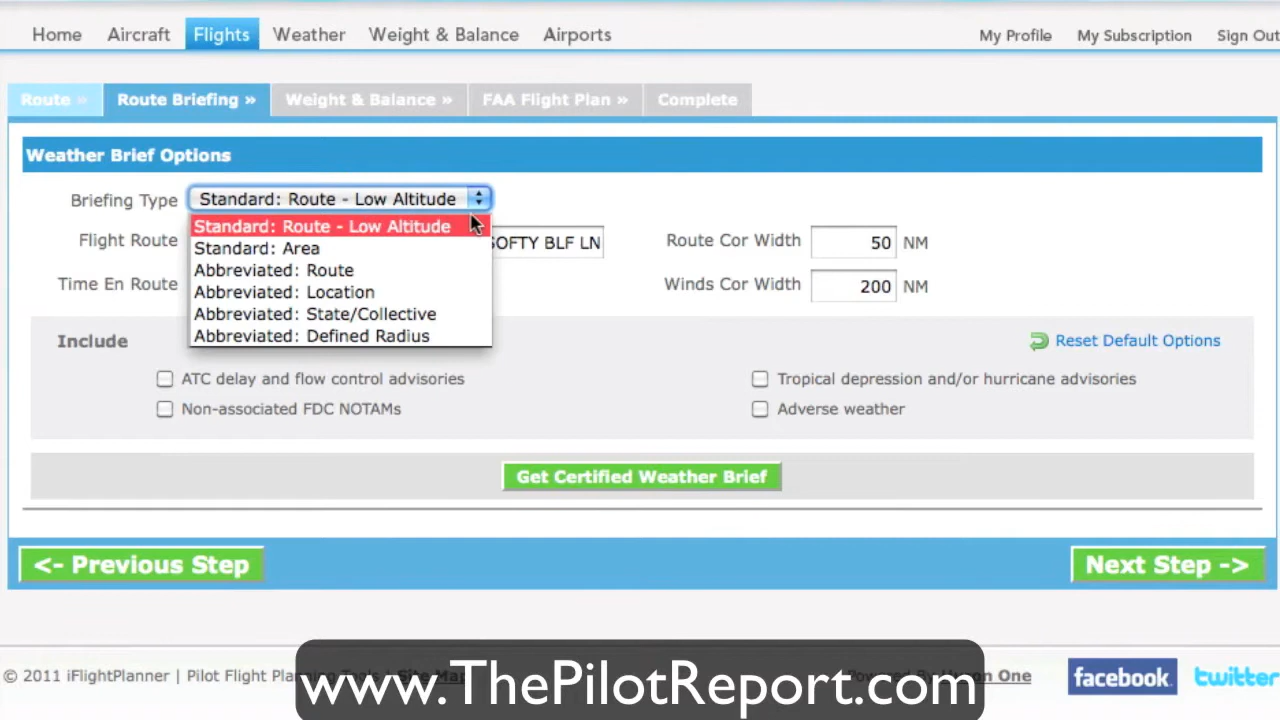 Home Aircraft Flights Weather Weight & Balance Airports My Profile My Subscription Sign Out
Route » Route Briefing » Weight & Balance » FAA Flight Plan » Complete
Weather Brief Options
Briefing Type Standard: Route - Low Altitude
Standard: Route - Low Altitude
Standard: Area
Abbreviated: Route
Abbreviated: Location
Abbreviated: State/Collective
Abbreviated: Defined Radius
Flight Route SOFTY BLF LN Route Cor Width 50 NM
Time En Route Winds Cor Width 200 NM
Include Reset Default Options
ATC delay and flow control advisories Tropical depression and/or hurricane advisories
Non-associated FDC NOTAMs Adverse weather
Get Certified Weather Brief
<- Previous Step Next Step ->
© 2011 iFlightPlanner | Pilot Flight Planning Tools | Site Map One facebook twitter
www.ThePilotReport.com